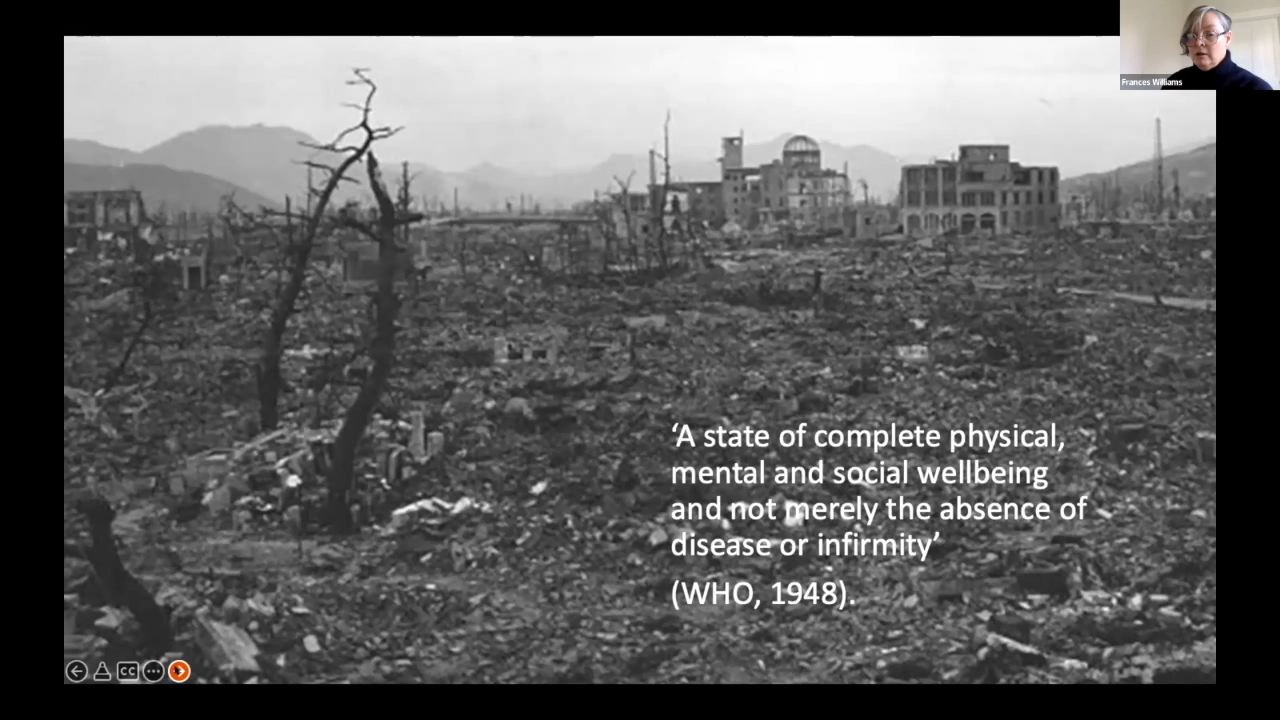 Frances Williams
‘A state of complete physical,
mental and social wellbeing
and not merely the absence of
disease or infirmity’
(WHO, 1948).
CC